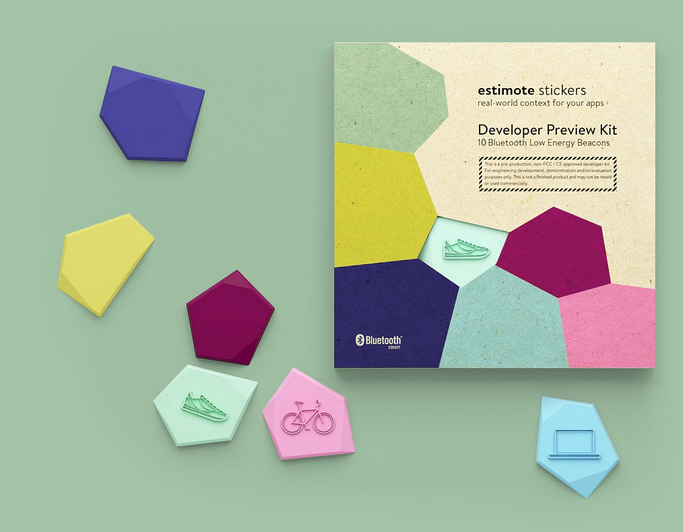 estimote stickers
real-world context for your apps
Developer Preview Kit
10 Bluetooth Low Energy Beacons
This is a pre-production, non-FCC / CE approved developer kit.
For engineering development, demonstration and/or evaluation
purposes only. This is not a finished product and may not be resold
or used commercially.
Bluetooth
SMART